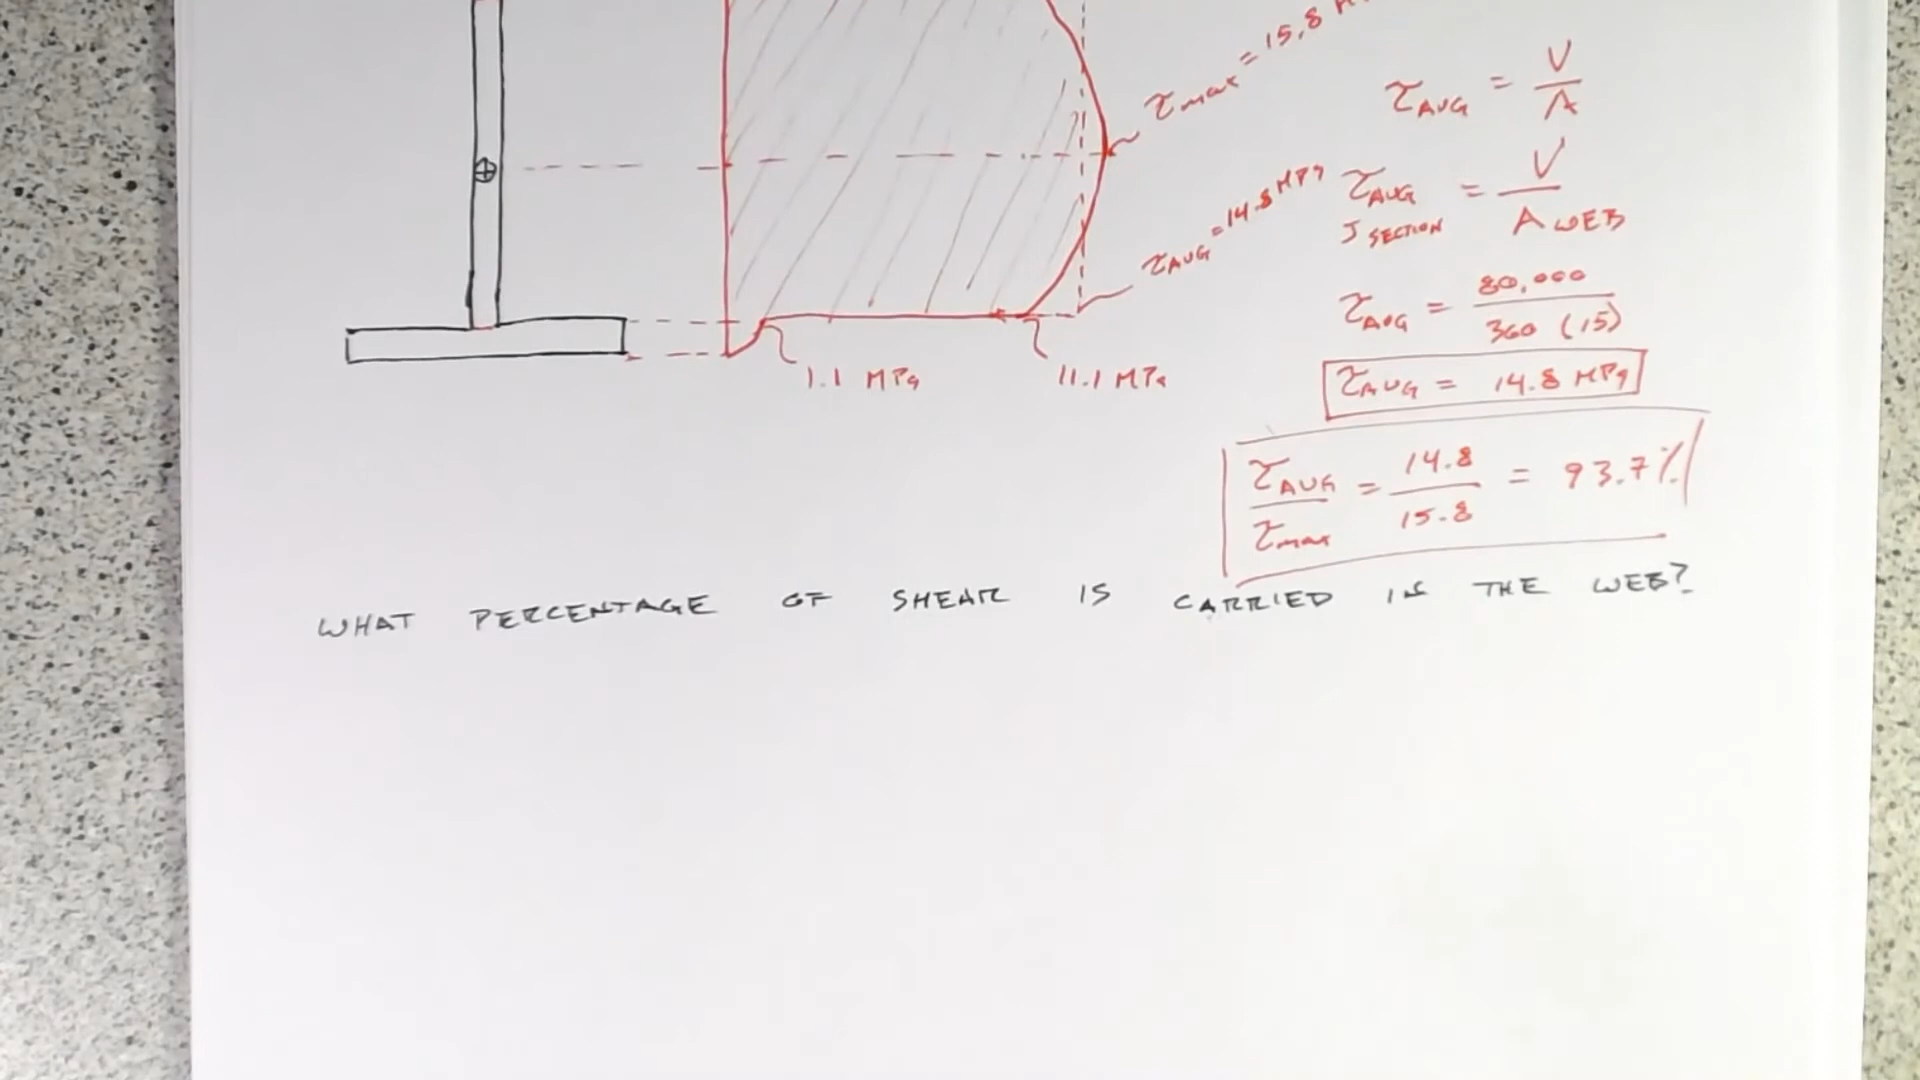 τmax = 15.8
τAVG = V / A
τAVG = 14.8 MPa
τAVG I SECTION = V / A WEB
τAVG = 80,000 / 360 (15)
1.1 MPa
11.1 MPa
τAVG = 14.8 MPa
τAVG / τmax = 14.8 / 15.8 = 93.7%
WHAT PERCENTAGE OF SHEAR IS CARRIED IN THE WEB?